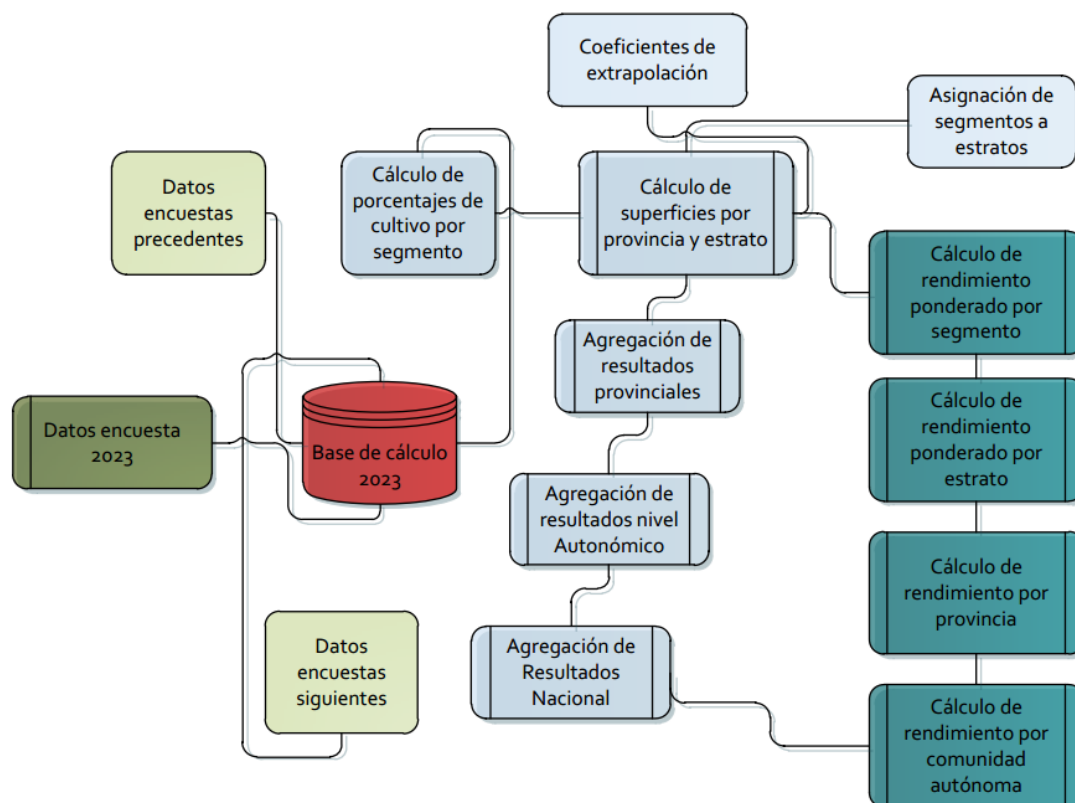 Coeficientes de
extrapolación
Asignación de
segmentos a
estratos
Datos
encuestas
precedentes
Cálculo de
porcentajes de
cultivo por
segmento
Cálculo de
superficies por
provincia y estrato
Cálculo de
rendimiento
ponderado por
segmento
Agregación de
resultados
provinciales
Datos encuesta
2023
Base de cálculo
2023
Cálculo de
rendimiento
ponderado por
estrato
Agregación de
resultados nivel
Autonómico
Cálculo de
rendimiento por
provincia
Datos
encuestas
siguientes
Agregación de
Resultados
Nacional
Cálculo de
rendimiento por
comunidad
autónoma